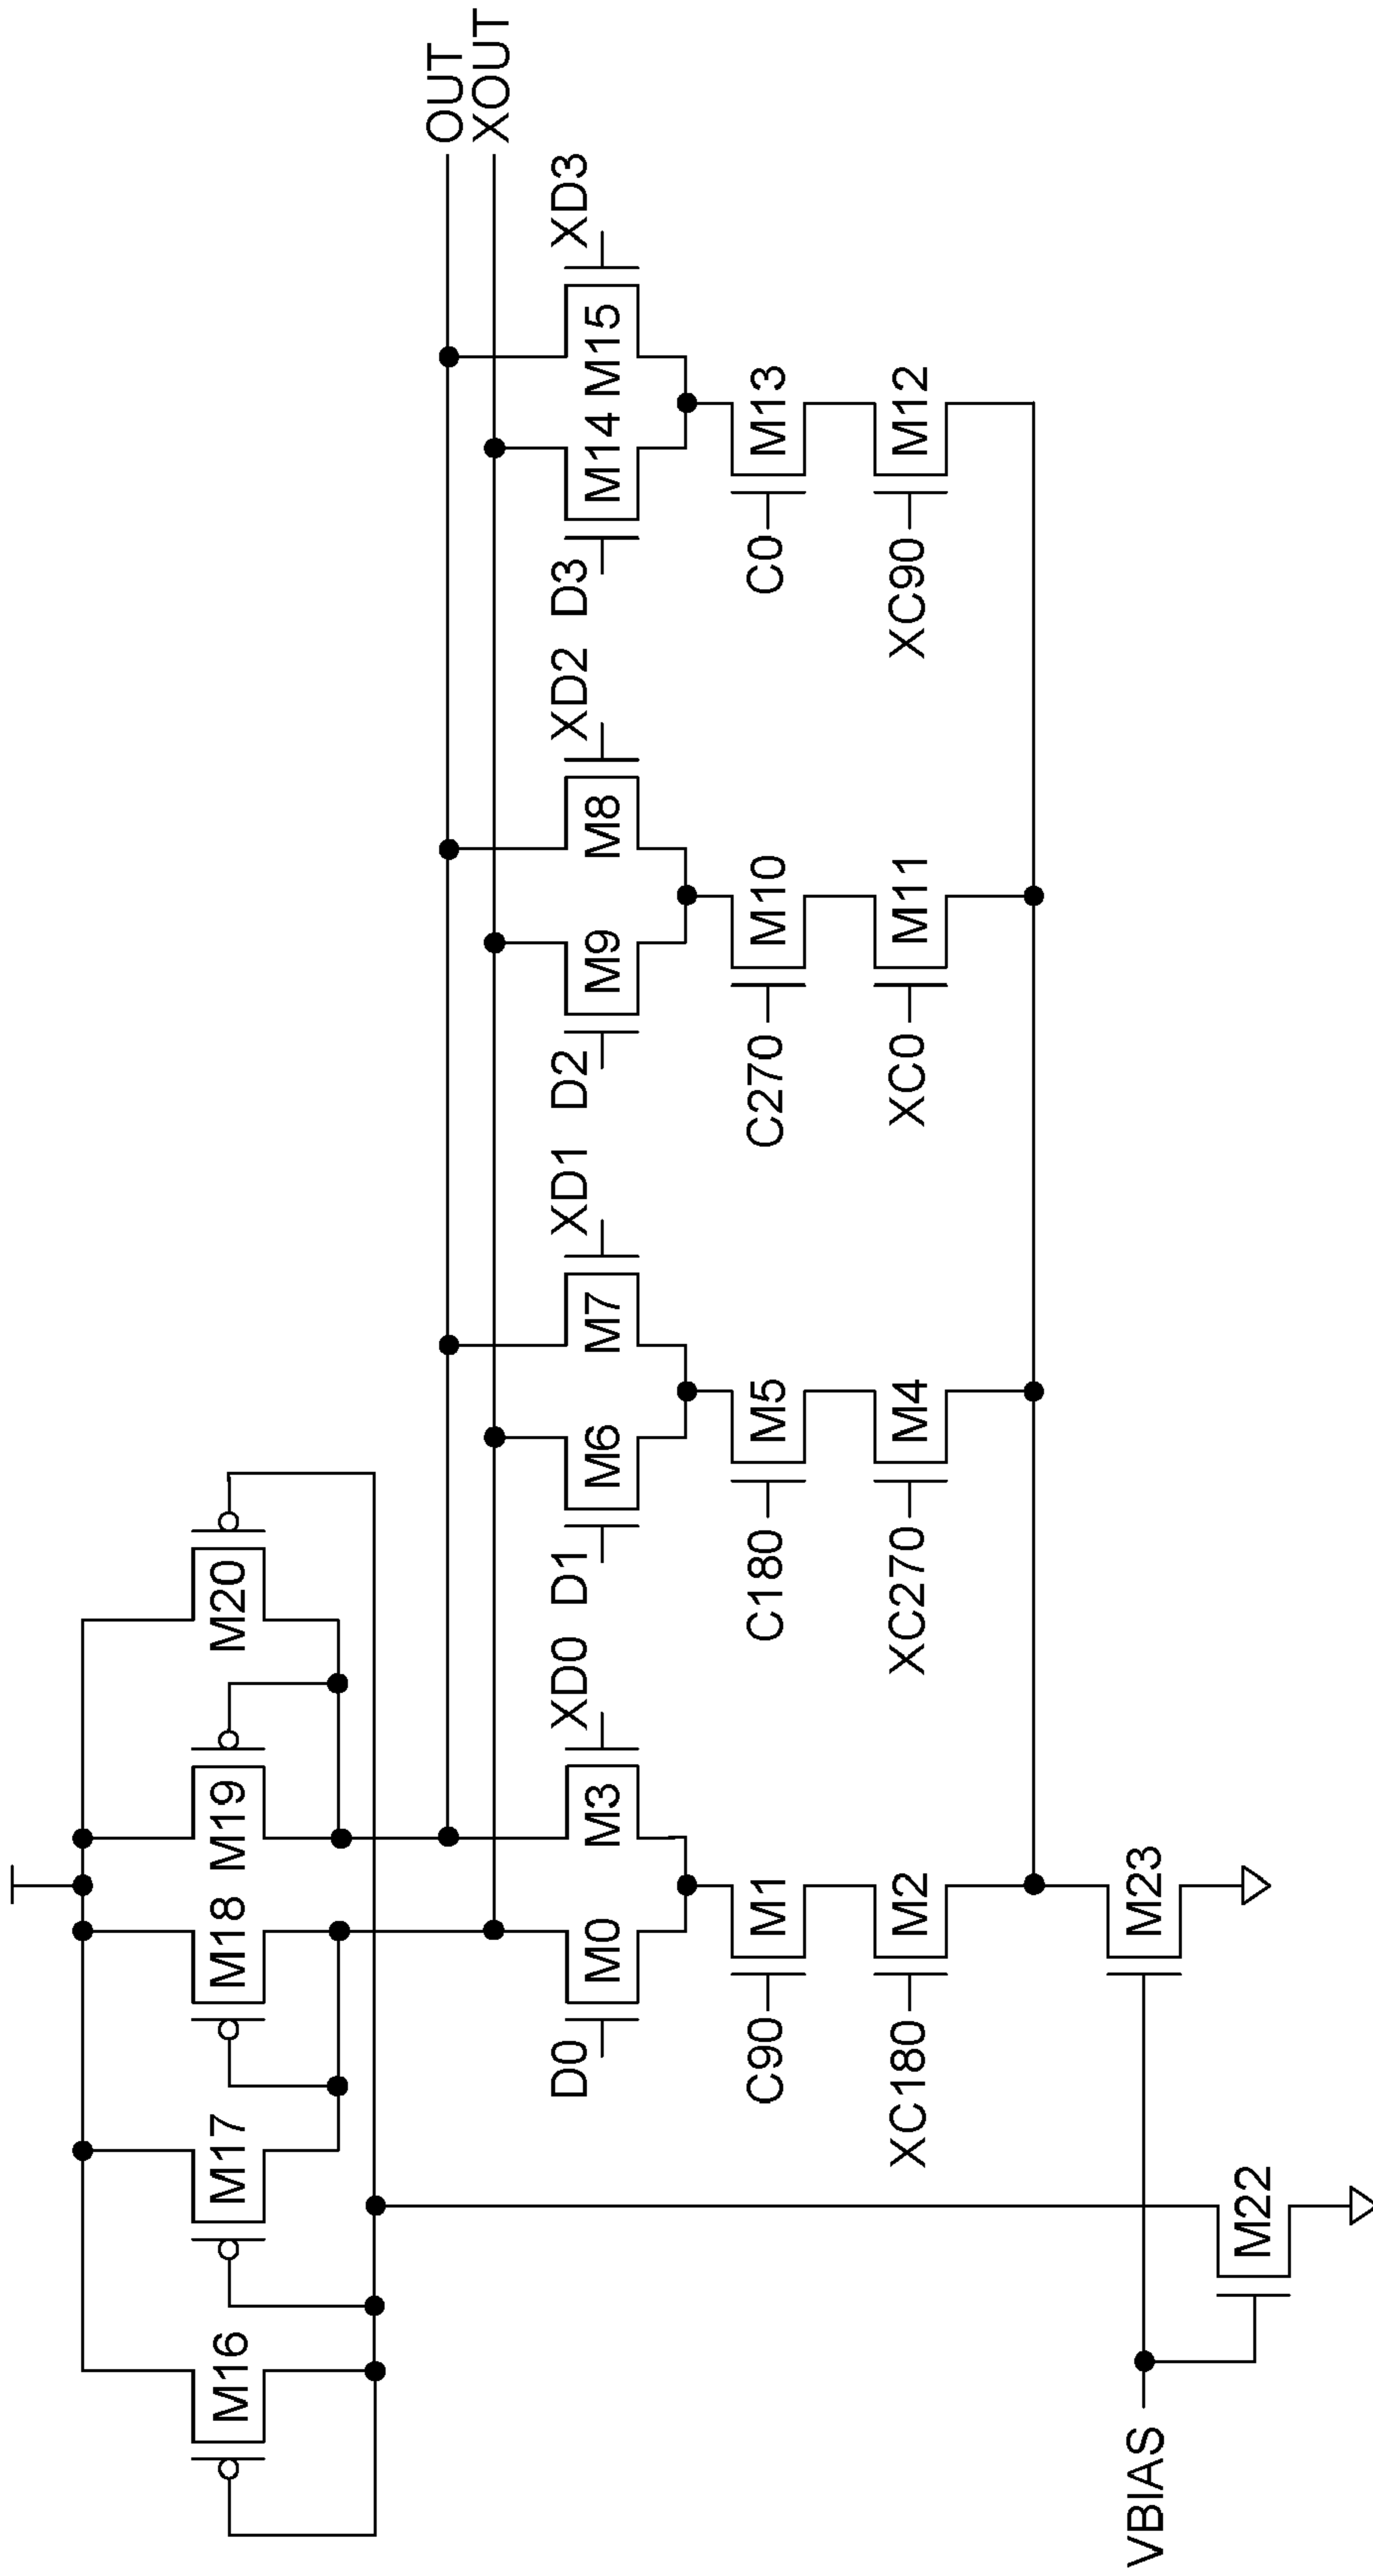 M16
M17
M18
M19
M20
OUT
XOUT
D0
M0
M3
XD0
D1
M6
M7
XD1
D2
M9
M8
XD2
D3
M14
M15
XD3
C90
M1
C180
M5
C270
M10
C0
M13
XC180
M2
XC270
M4
XC0
M11
XC90
M12
VBIAS
M23
M22